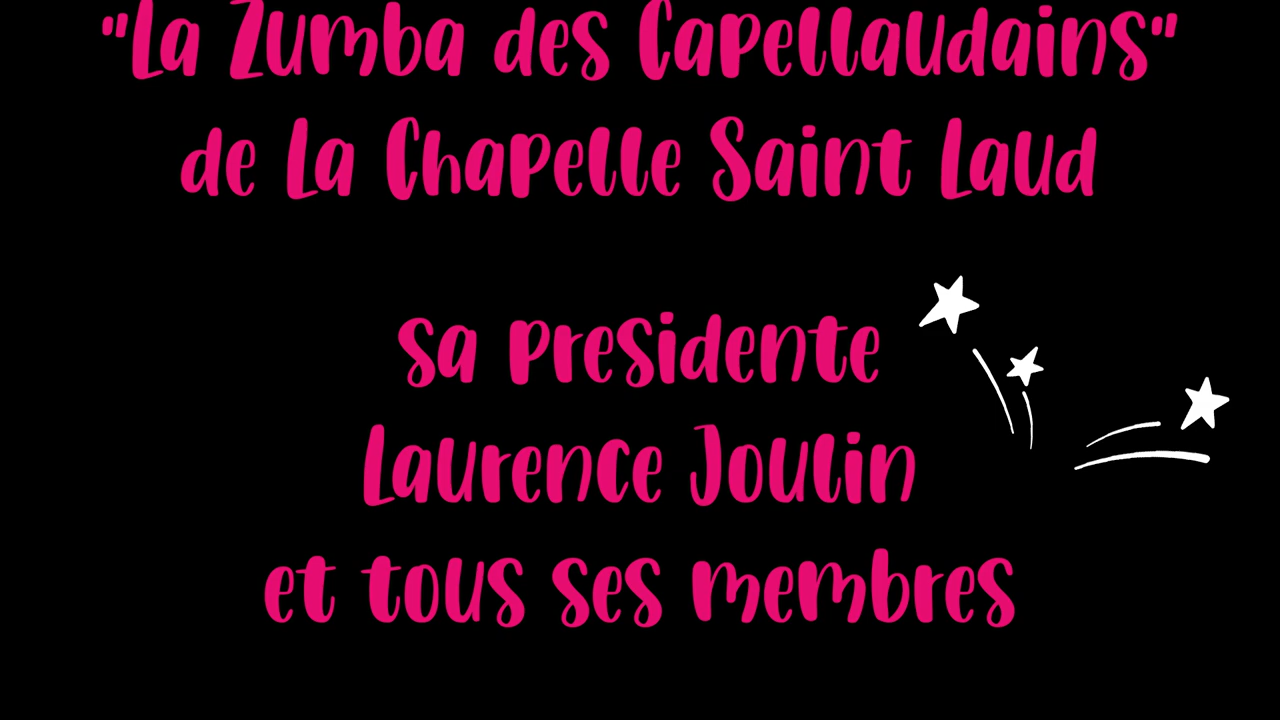 "La Zumba des Capellaudains"
de La Chapelle Saint Laud
sa presidente
Laurence Joulin
et tous ses membres